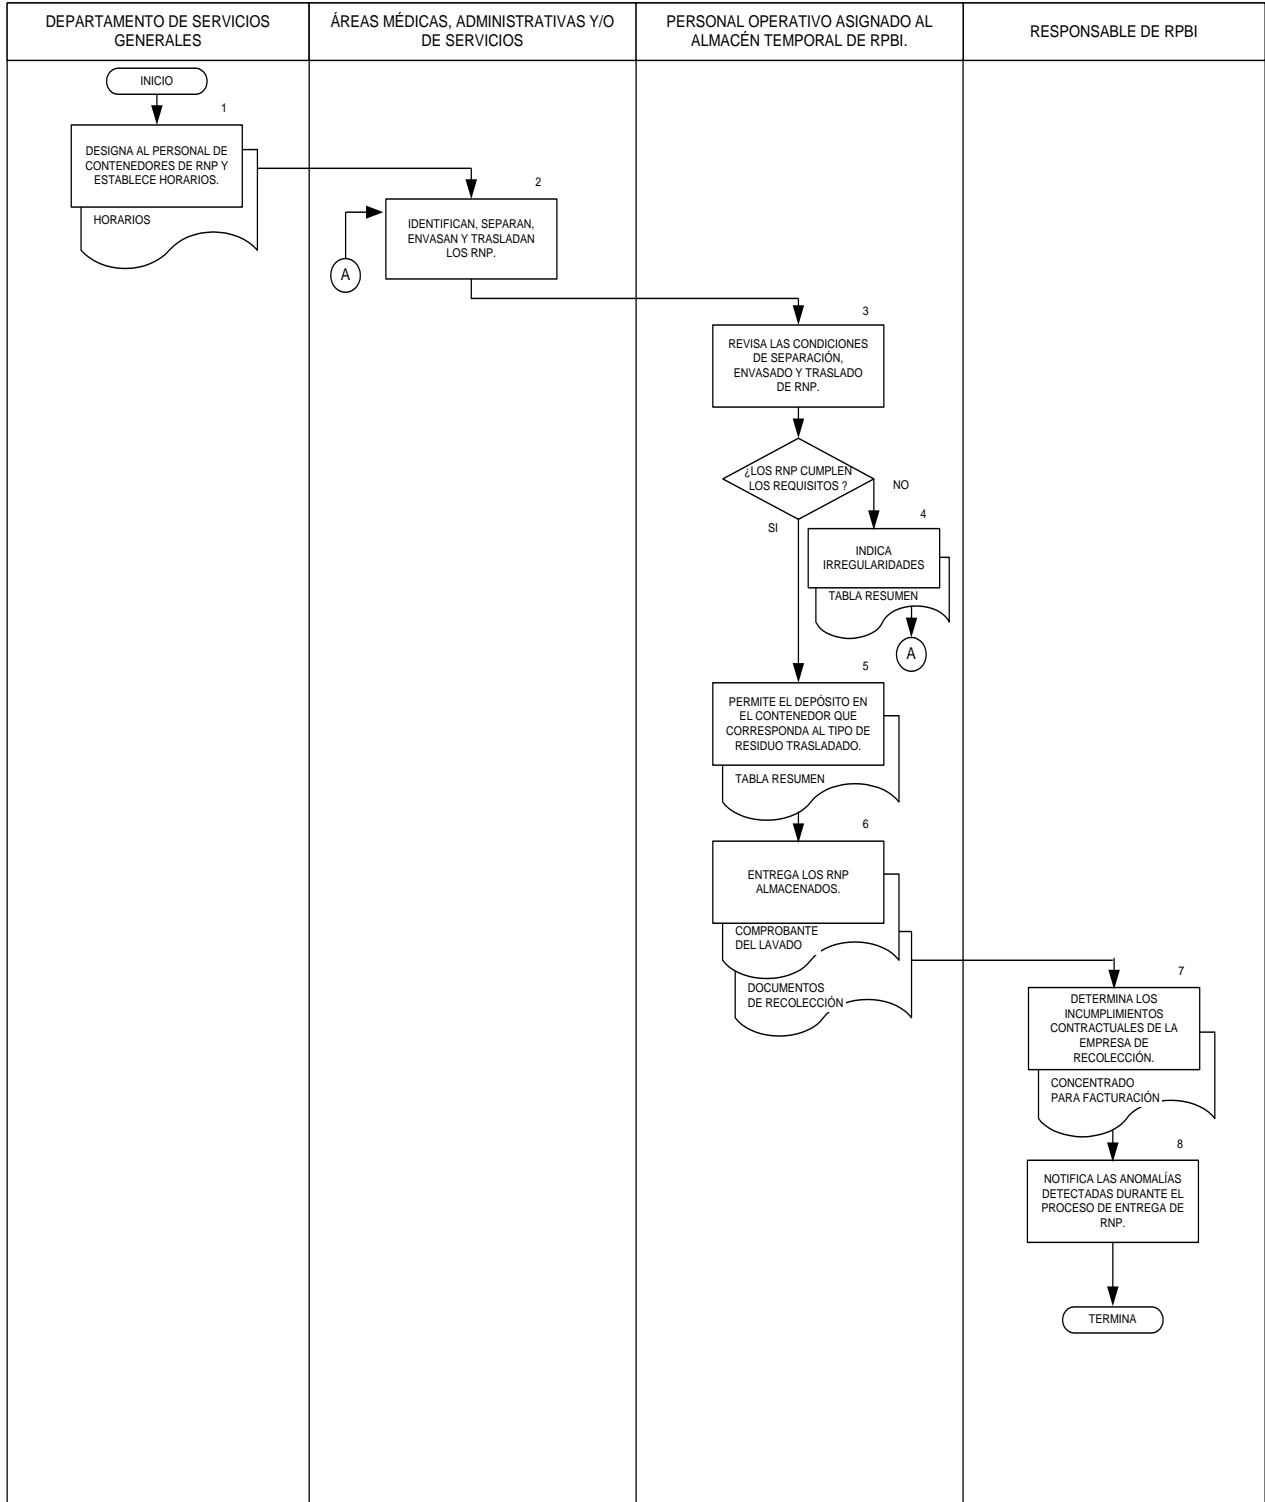 DEPARTAMENTO DE SERVICIOS
GENERALES
ÁREAS MÉDICAS, ADMINISTRATIVAS Y/O
DE SERVICIOS
PERSONAL OPERATIVO ASIGNADO AL
ALMACÉN TEMPORAL DE RPBI.
RESPONSABLE DE RPBI
INICIO
1
DESIGNA AL PERSONAL DE
CONTENEDORES DE RNP Y
ESTABLECE HORARIOS.
HORARIOS
2
IDENTIFICAN, SEPARAN,
ENVASAN Y TRASLADAN
LOS RNP.
A
3
REVISA LAS CONDICIONES
DE SEPARACIÓN,
ENVASADO Y TRASLADO
DE RNP.
¿LOS RNP CUMPLEN
LOS REQUISITOS ?
NO
SI
4
INDICA
IRREGULARIDADES
TABLA RESUMEN
A
5
PERMITE EL DEPÓSITO EN
EL CONTENEDOR QUE
CORRESPONDA AL TIPO DE
RESIDUO TRASLADADO.
TABLA RESUMEN
6
ENTREGA LOS RNP
ALMACENADOS.
COMPROBANTE
DEL LAVADO
DOCUMENTOS
DE RECOLECCIÓN
7
DETERMINA LOS
INCUMPLIMIENTOS
CONTRACTUALES DE LA
EMPRESA DE
RECOLECCIÓN.
CONCENTRADO
PARA FACTURACIÓN
8
NOTIFICA LAS ANOMALÍAS
DETECTADAS DURANTE EL
PROCESO DE ENTREGA DE
RNP.
TERMINA